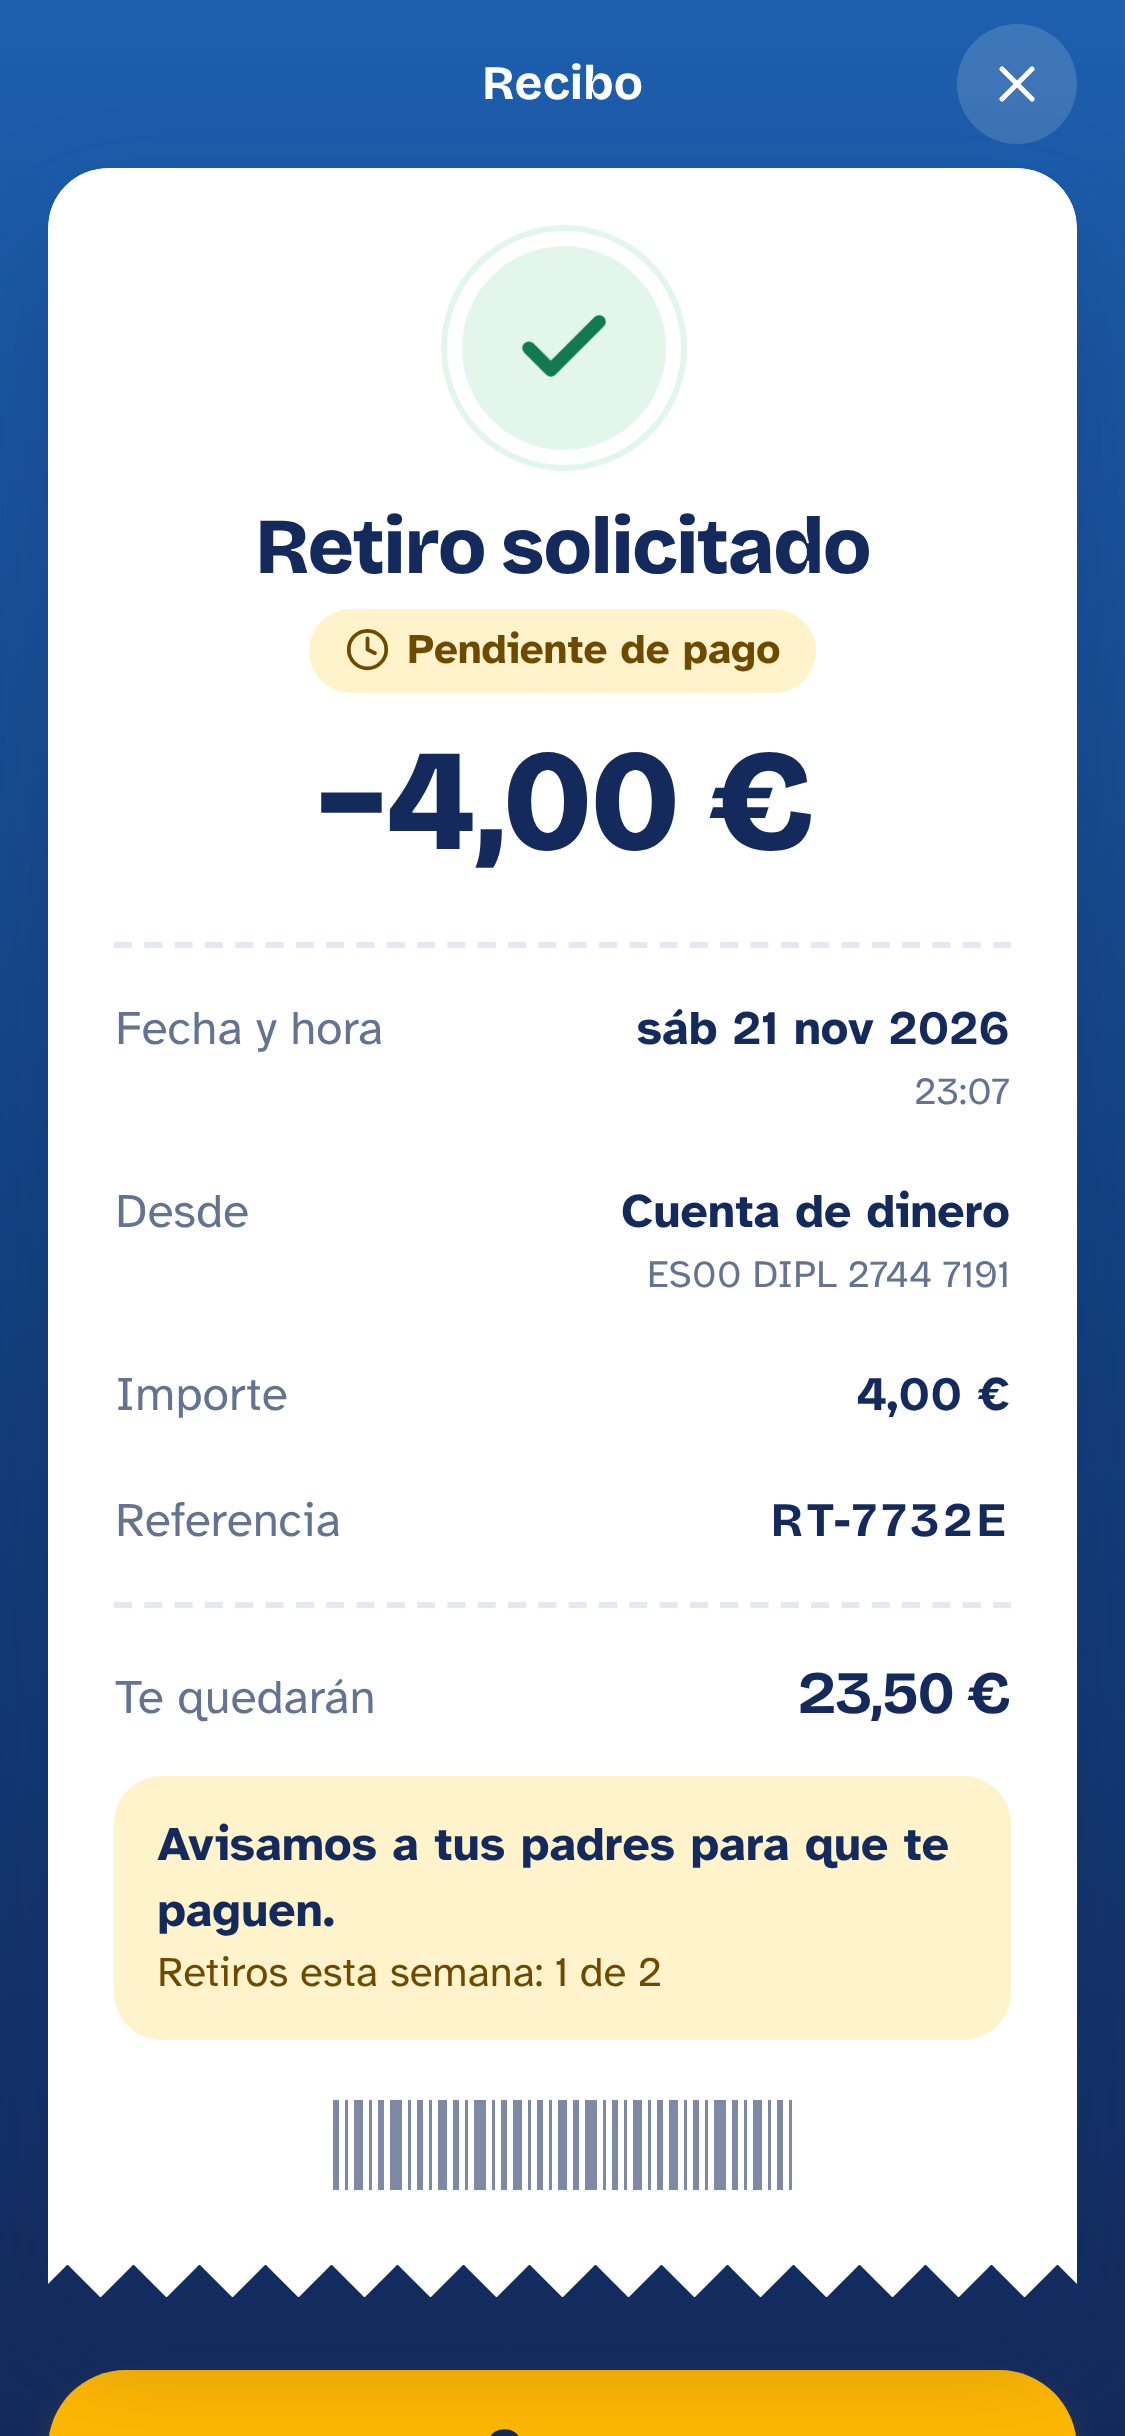 Recibo
Retiro solicitado
Pendiente de pago
−4,00 €
Fecha y hora
sáb 21 nov 2026
23:07
Desde
Cuenta de dinero
ES00 DIPL 2744 7191
Importe
4,00 €
Referencia
RT-7732E
Te quedarán
23,50 €
Avisamos a tus padres para que te
paguen.
Retiros esta semana: 1 de 2